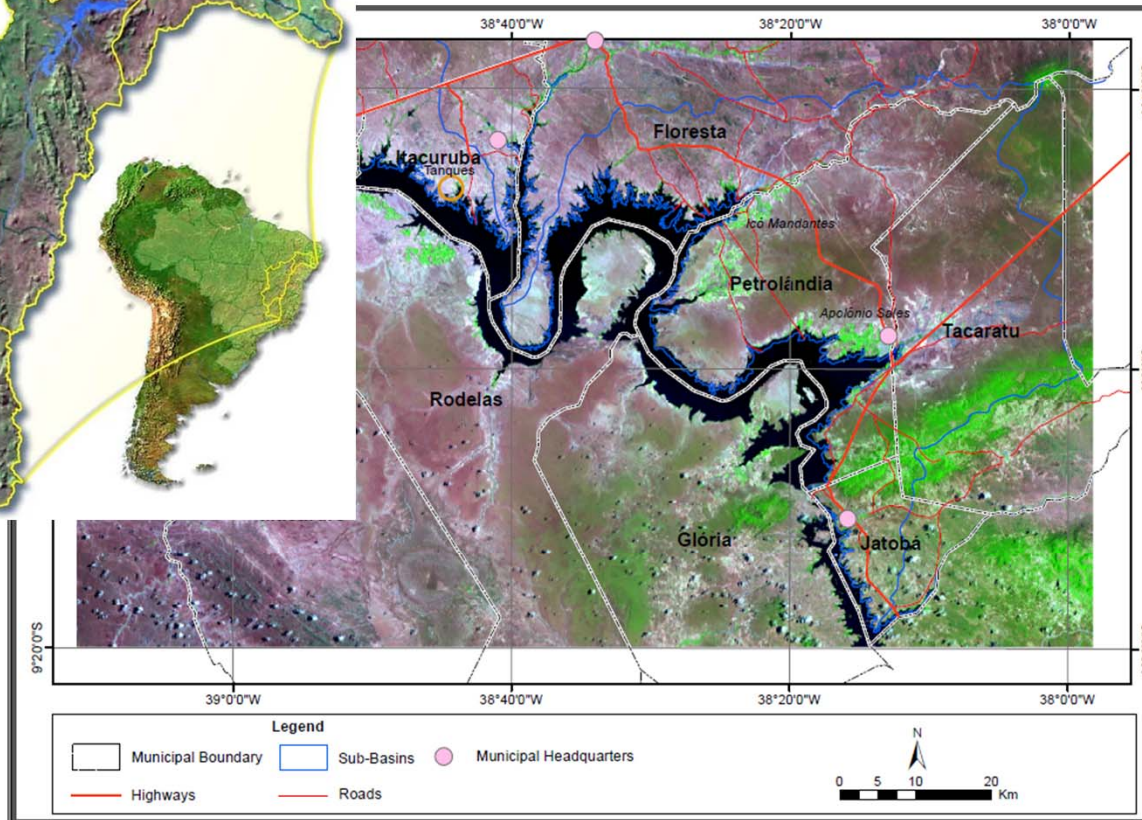 38°40'0"W 38°20'0"W 38°0'0"W
Floresta
Itacuruba
Tanques
Icó Mandantes
Petrolândia
Apolônio Sales
Tacaratu
Rodelas
Glória
Jatobá
9°20'0"S
39°0'0"W 38°40'0"W 38°20'0"W 38°0'0"W
Legend
Municipal Boundary Sub-Basins Municipal Headquarters
Highways Roads
N
0 5 10 20
Km